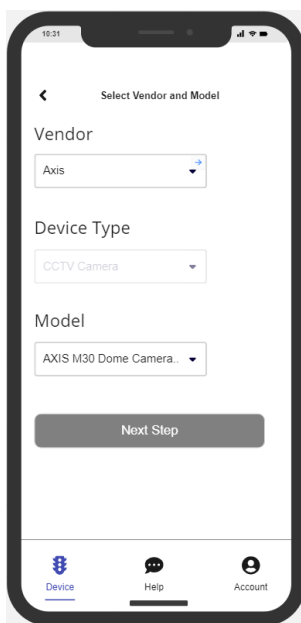 10:31
Select Vendor and Model
Vendor
Axis
Device Type
CCTV Camera
Model
AXIS M30 Dome Camera..
Next Step
Device
Help
Account